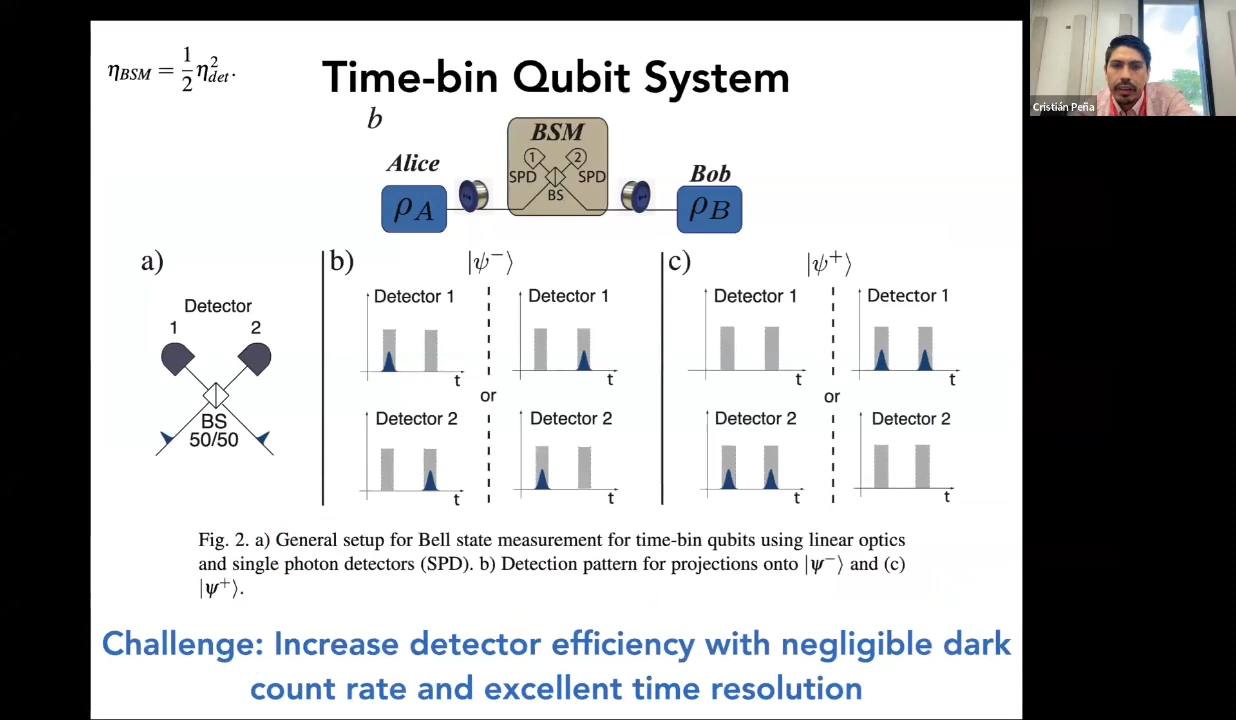 η_BSM = 1/2 η²_det.
Time-bin Qubit System
b
BSM
1 2
SPD SPD
BS
Alice
ρA
Bob
ρB
a)
Detector
1 2
BS
50/50
b)
|ψ⁻⟩
Detector 1
t
Detector 1
t
or
Detector 2
t
Detector 2
t
c)
|ψ⁺⟩
Detector 1
t
Detector 1
t
or
Detector 2
t
Detector 2
t
Fig. 2. a) General setup for Bell state measurement for time-bin qubits using linear optics
and single photon detectors (SPD). b) Detection pattern for projections onto |ψ⁻⟩ and (c)
|ψ⁺⟩.
Challenge: Increase detector efficiency with negligible dark
count rate and excellent time resolution
Cristián Peña